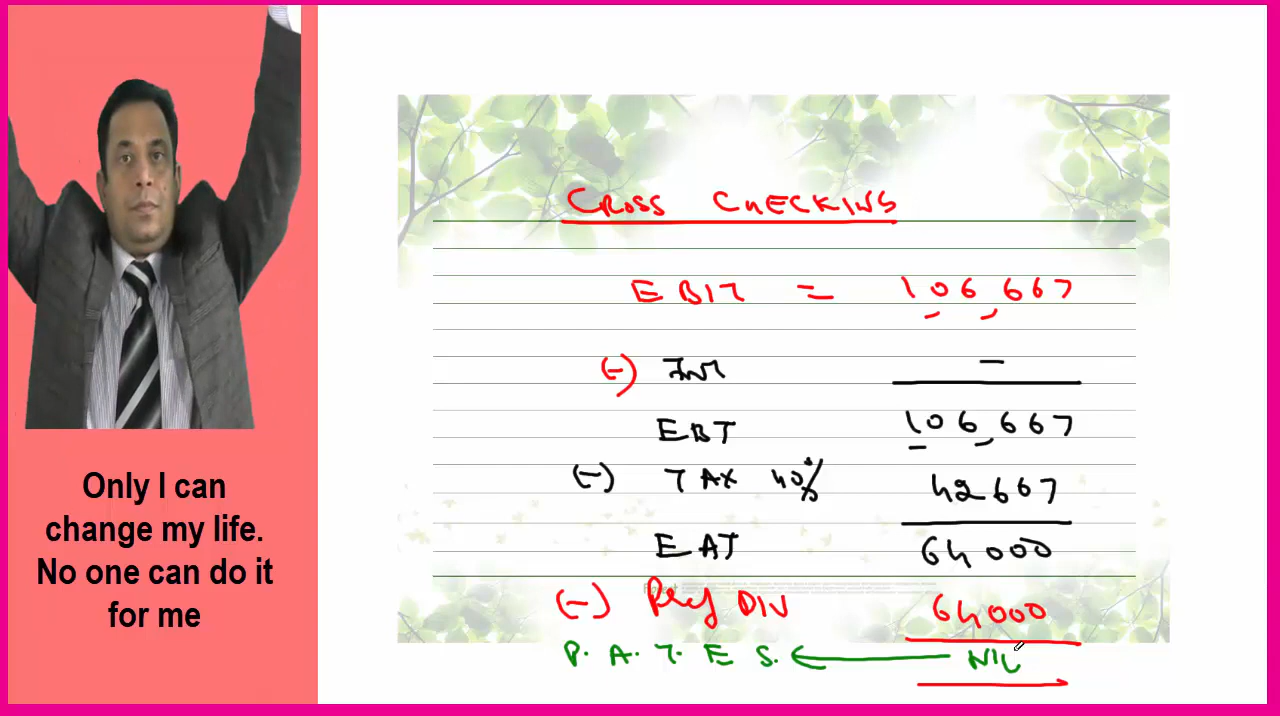 Only I can
change my life.
No one can do it
for me
CROSS CHECKING
EBIT = 106,667
(-) Int —
EBT 106,667
(-) TAX 40% 42667
EAT 64000
(-) Pref DIV 64000
P. A. T. E S. NIL